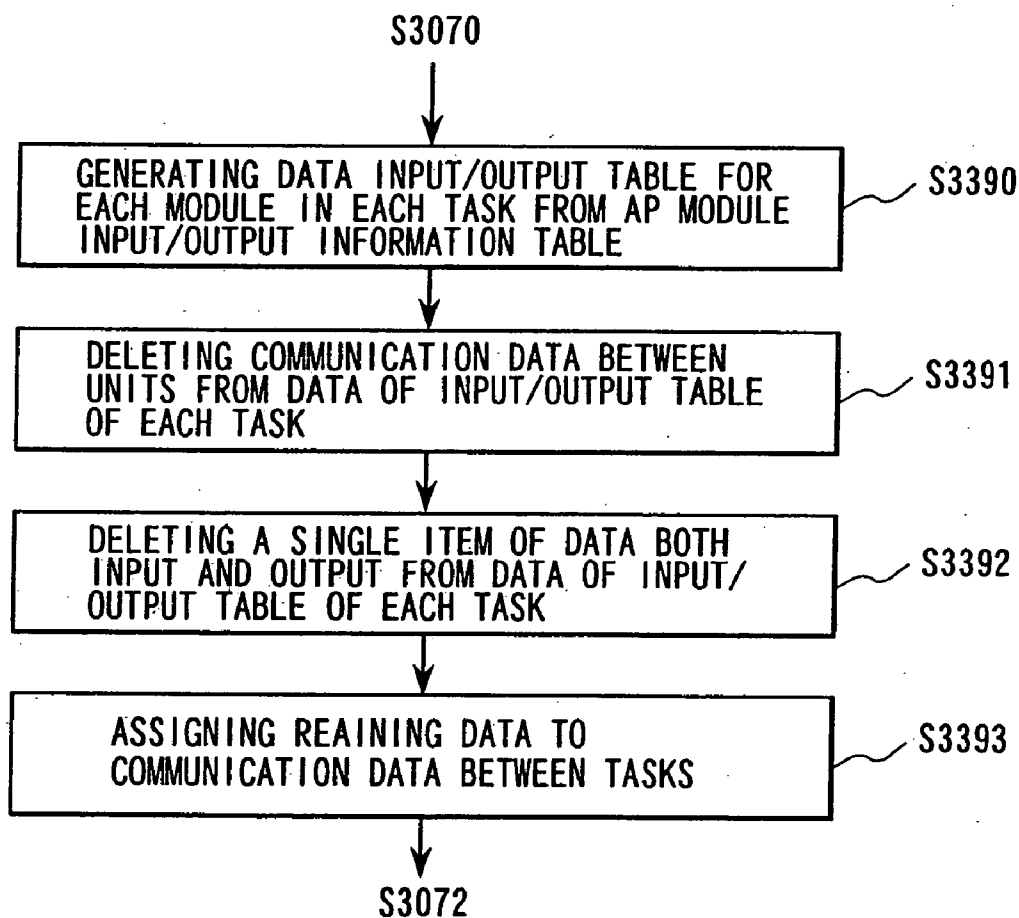 S3070
GENERATING DATA INPUT/OUTPUT TABLE FOR
EACH MODULE IN EACH TASK FROM AP MODULE
INPUT/OUTPUT INFORMATION TABLE
S3390
DELETING COMMUNICATION DATA BETWEEN
UNITS FROM DATA OF INPUT/OUTPUT TABLE
OF EACH TASK
S3391
DELETING A SINGLE ITEM OF DATA BOTH
INPUT AND OUTPUT FROM DATA OF INPUT/
OUTPUT TABLE OF EACH TASK
S3392
ASSIGNING REAINING DATA TO
COMMUNICATION DATA BETWEEN TASKS
S3393
S3072